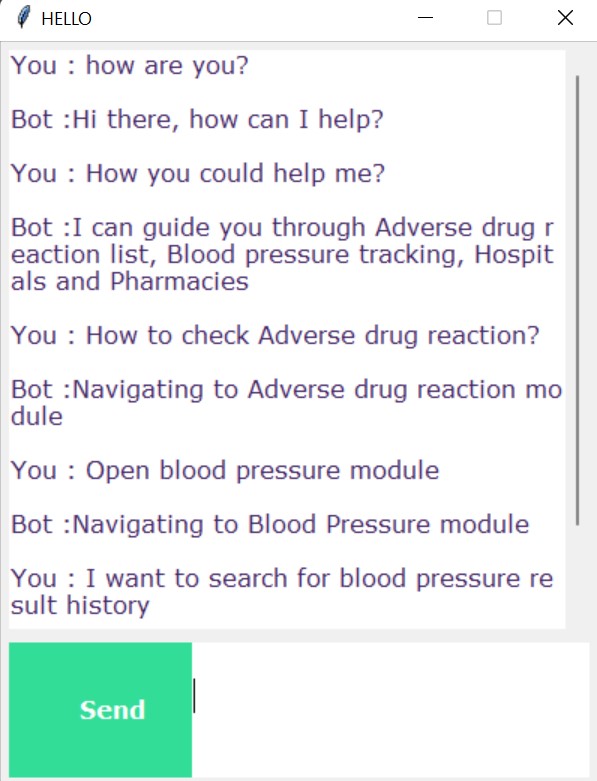 HELLO
You : how are you?
Bot :Hi there, how can I help?
You : How you could help me?
Bot :I can guide you through Adverse drug r
eaction list, Blood pressure tracking, Hospit
als and Pharmacies
You : How to check Adverse drug reaction?
Bot :Navigating to Adverse drug reaction mo
dule
You : Open blood pressure module
Bot :Navigating to Blood Pressure module
You : I want to search for blood pressure re
sult history
Send